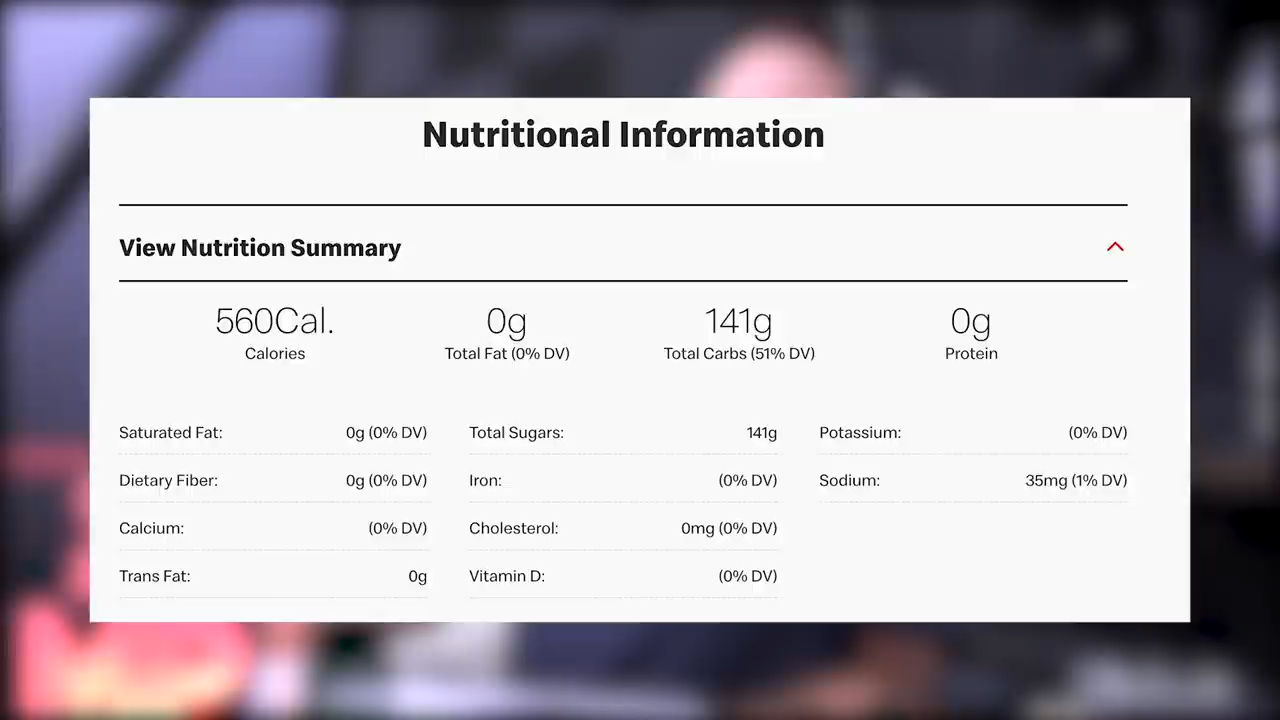 Nutritional Information
View Nutrition Summary
560Cal.
Calories
0g
Total Fat (0% DV)
141g
Total Carbs (51% DV)
0g
Protein
Saturated Fat: 0g (0% DV)
Dietary Fiber: 0g (0% DV)
Calcium: (0% DV)
Trans Fat: 0g
Total Sugars: 141g
Iron: (0% DV)
Cholesterol: 0mg (0% DV)
Vitamin D: (0% DV)
Potassium: (0% DV)
Sodium: 35mg (1% DV)